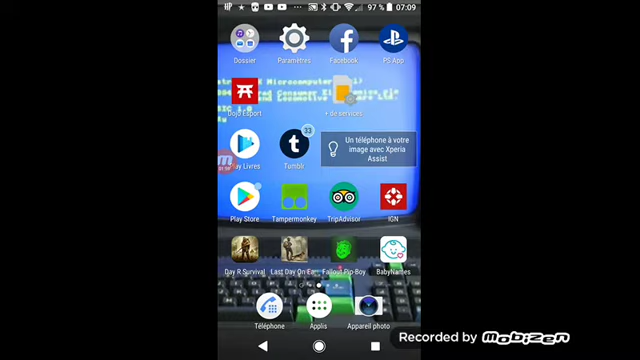 97 % 07:09
Dossier Paramètres Facebook PS App
Microcomputer
Dojo Esport + de services
33
Un téléphone à votre
image avec Xperia
Assist
Play Livres Tumblr
Play Store Tampermonkey TripAdvisor IGN
Day R Survival Last Day On Ea Fallout Pip-Boy BabyNames
Téléphone Applis Appareil photo
Recorded by Mobizen